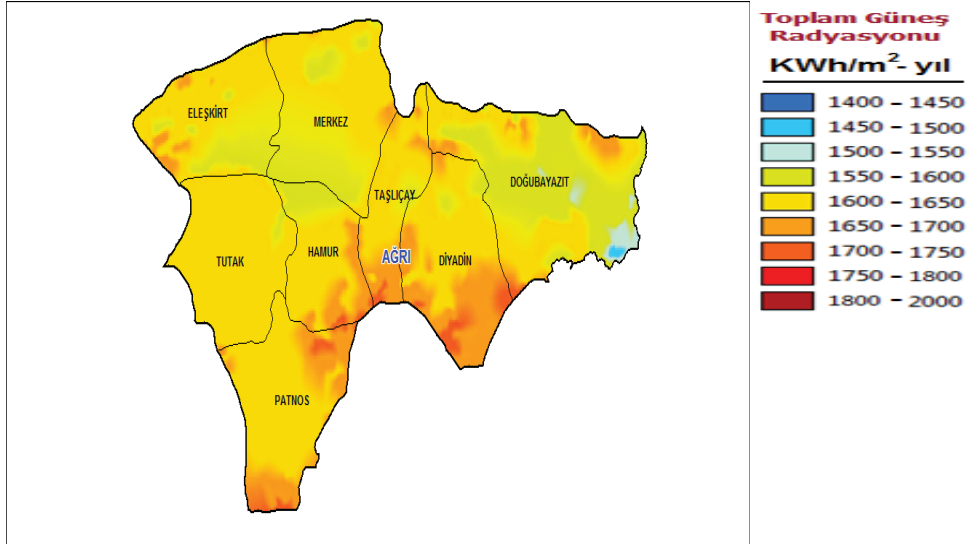 Toplam Güneş
Radyasyonu
KWh/m²- yıl
1400 – 1450
1450 – 1500
1500 – 1550
1550 – 1600
1600 – 1650
1650 – 1700
1700 – 1750
1750 – 1800
1800 – 2000
ELEŞKİRT
MERKEZ
TAŞLIÇAY
DOĞUBAYAZIT
TUTAK
HAMUR
AĞRI
DİYADİN
PATNOS